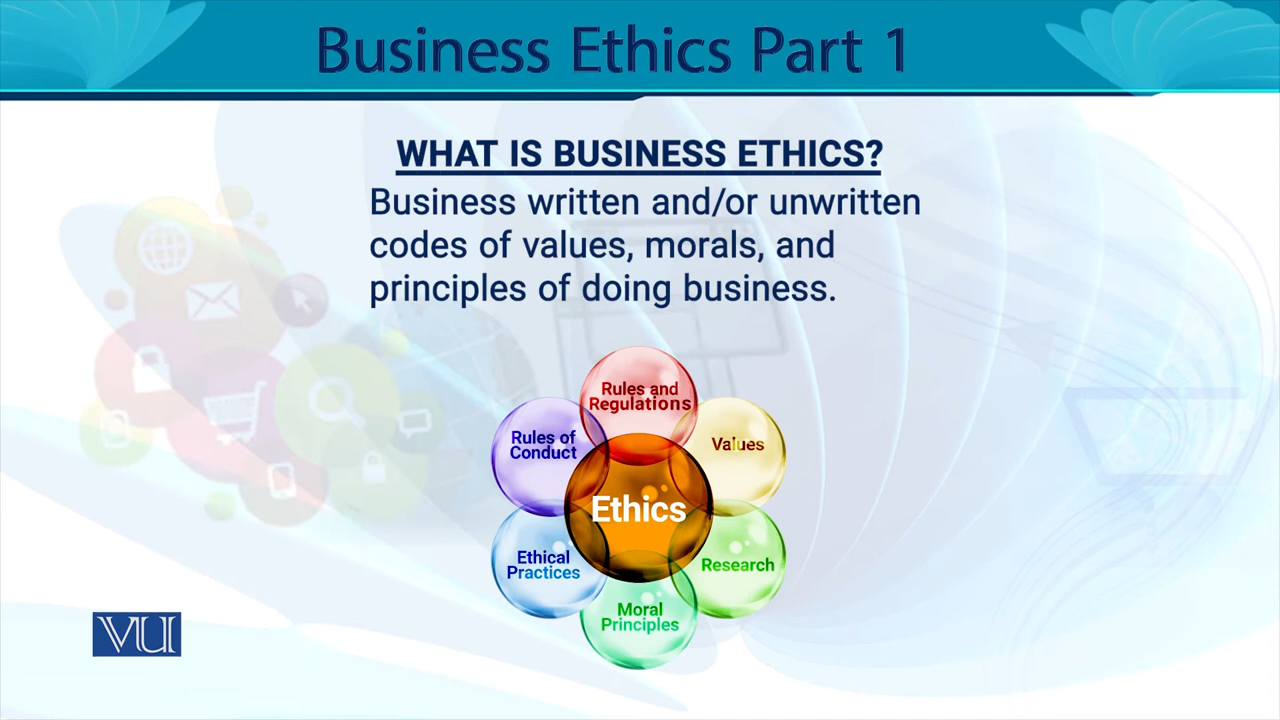 Business Ethics Part 1
WHAT IS BUSINESS ETHICS?
Business written and/or unwritten
codes of values, morals, and
principles of doing business.
Rules and
Regulations
Rules of
Conduct
Values
Ethics
Ethical
Practices
Research
Moral
Principles
VU